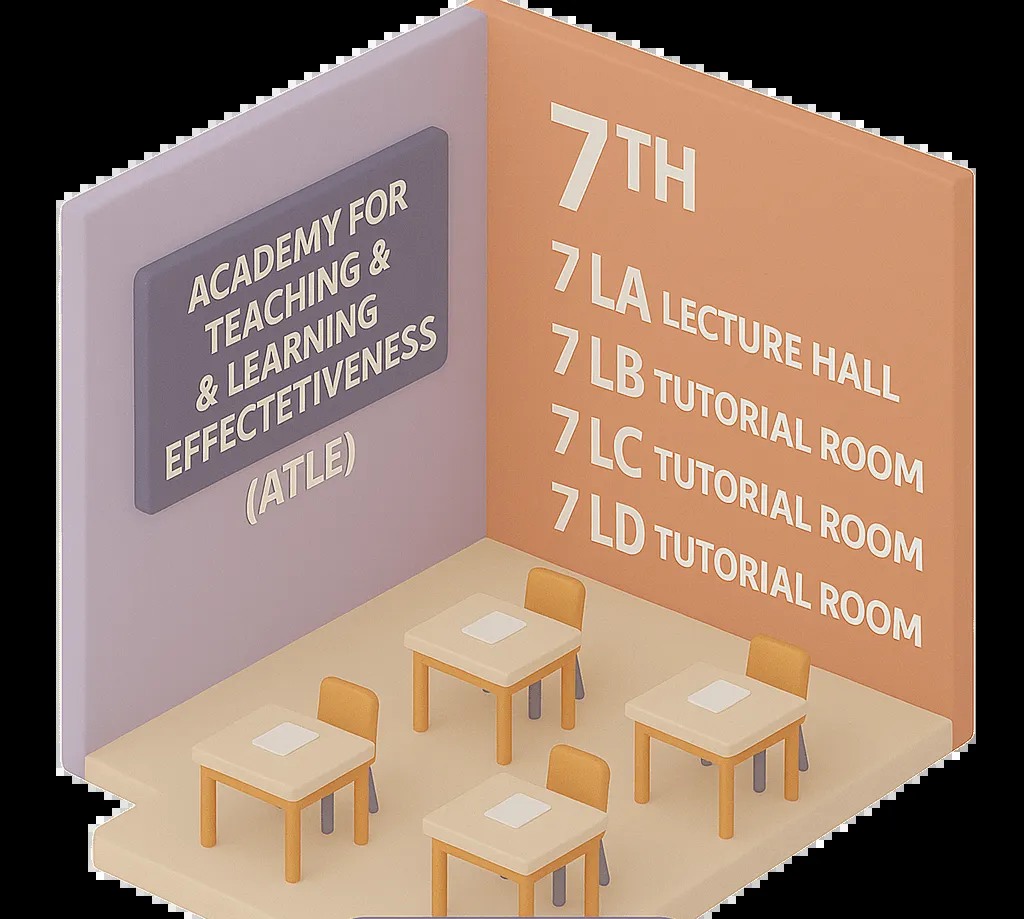 ACADEMY FOR
TEACHING &
& LEARNING
EFFECTETIVENESS
(ATLE)
7TH
7 LA LECTURE HALL
7 LB TUTORIAL ROOM
7 LC TUTORIAL ROOM
7 LD TUTORIAL ROOM